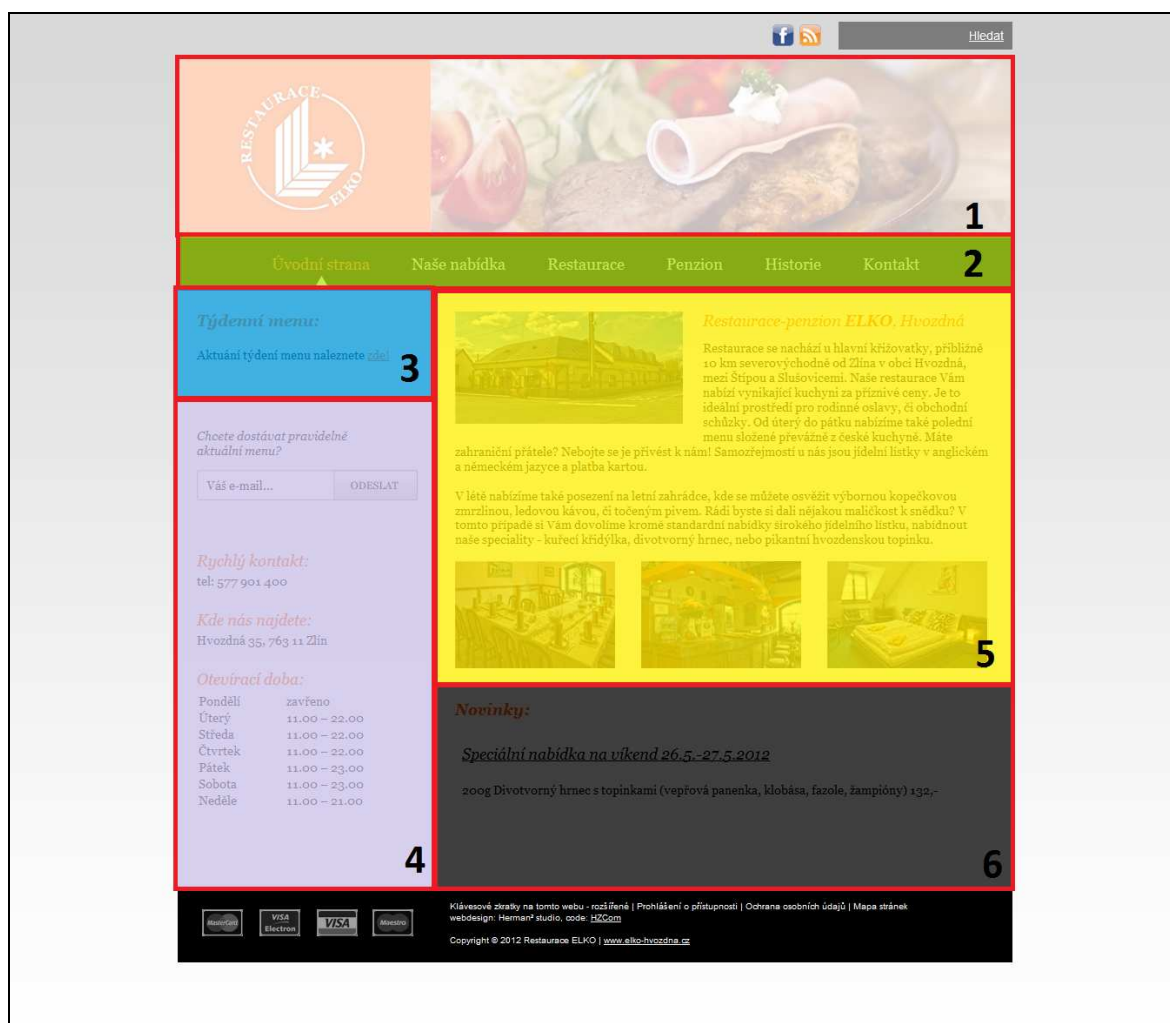 Hledat
RESTAURACE
ELKO
1
Úvodní strana Naše nabídka Restaurace Penzion Historie Kontakt 2
Týdenní menu:
Aktuání týdení menu naleznete zde!
3
Chcete dostávat pravidelně
aktuální menu?
Váš e-mail... ODESLAT
Rychlý kontakt:
tel: 577 901 400
Kde nás najdete:
Hvozdná 35, 763 11 Zlín
Otevírací doba:
Pondělí zavřeno
Úterý 11.00 – 22.00
Středa 11.00 – 22.00
Čtvrtek 11.00 – 22.00
Pátek 11.00 – 23.00
Sobota 11.00 – 23.00
Neděle 11.00 – 21.00
4
Restaurace-penzion ELKO, Hvozdná
Restaurace se nachází u hlavní křižovatky, přibližně
10 km severovýchodně od Zlína v obci Hvozdná,
mezi Štípou a Slušovicemi. Naše restaurace Vám
nabízí vynikající kuchyni za příznivé ceny. Je to
ideální prostředí pro rodinné oslavy, či obchodní
schůzky. Od úterý do pátku nabízíme také polední
menu složené převážně z české kuchyně. Máte
zahraniční přátele? Nebojte se je přivést k nám! Samozřejmostí u nás jsou jídelní lístky v anglickém
a německém jazyce a platba kartou.
V létě nabízíme také posezení na letní zahrádce, kde se můžete osvěžit výbornou kopečkovou
zmrzlinou, ledovou kávou, či točeným pivem. Rádi byste si dali nějakou maličkost k snědku? V
tomto případě si Vám dovolíme kromě standardní nabídky širokého jídelního lístku, nabídnout
naše speciality - kuřecí křidýlka, divotvorný hrnec, nebo pikantní hvozdenskou topinku.
5
Novinky:
Speciální nabídka na víkend 26.5.-27.5.2012
200g Divotvorný hrnec s topinkami (vepřová panenka, klobása, fazole, žampióny) 132,-
6
MasterCard VISA Electron VISA Maestro
Klávesové zkratky na tomto webu - rozšířené | Prohlášení o přístupnosti | Ochrana osobních údajů | Mapa stránek
webdesign: Herman² studio, code: HZCom
Copyright © 2012 Restaurace ELKO | www.elko-hvozdna.cz